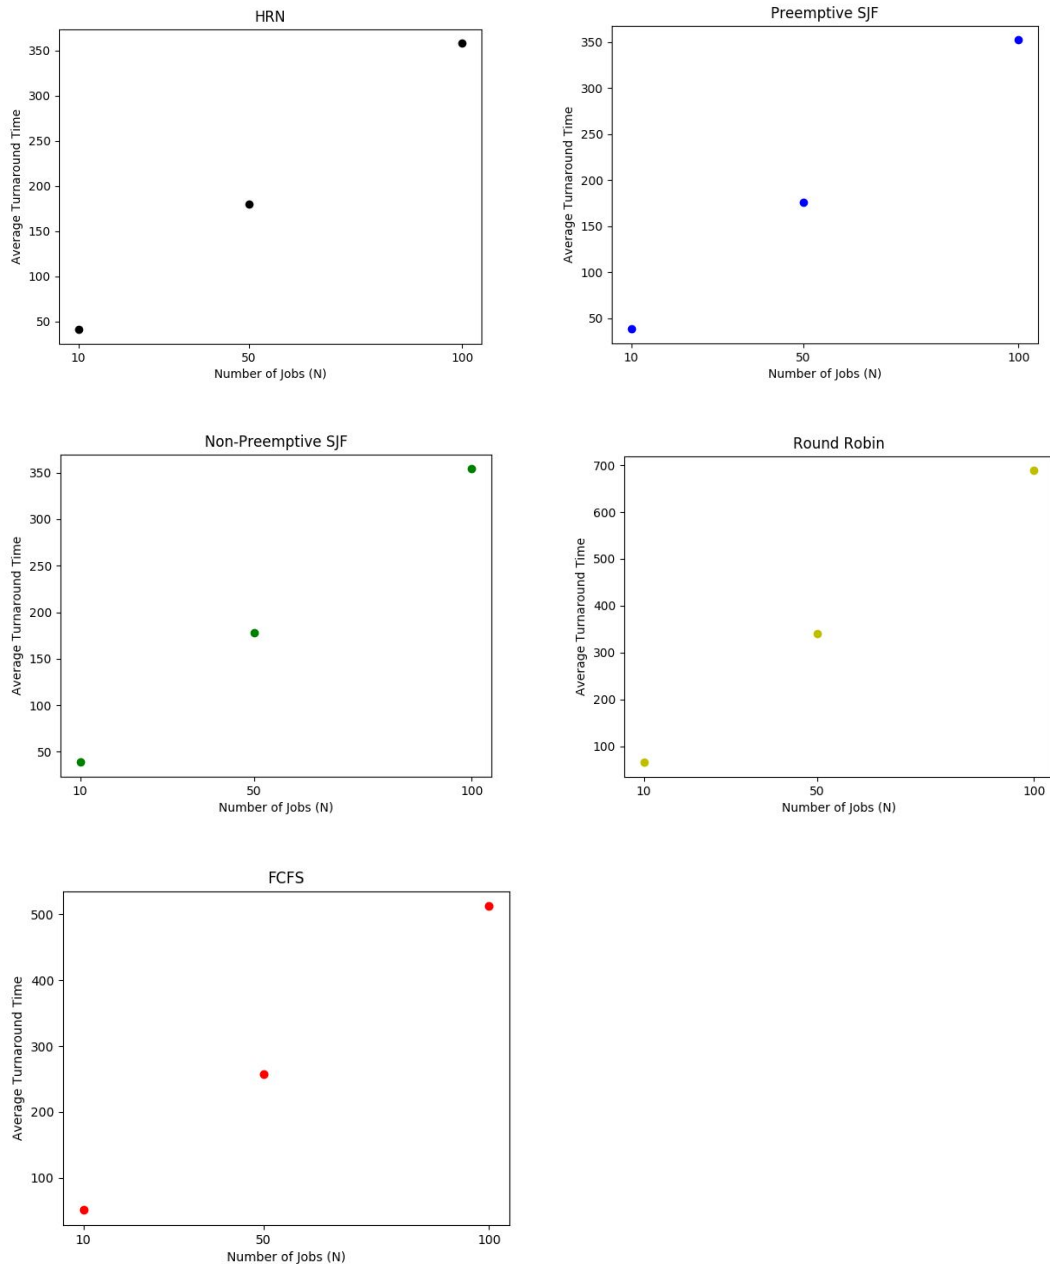 HRN
Average Turnaround Time
350
300
250
200
150
100
50
10 50 100
Number of Jobs (N)
Preemptive SJF
Average Turnaround Time
350
300
250
200
150
100
50
10 50 100
Number of Jobs (N)
Non-Preemptive SJF
Average Turnaround Time
350
300
250
200
150
100
50
10 50 100
Number of Jobs (N)
Round Robin
Average Turnaround Time
700
600
500
400
300
200
100
10 50 100
Number of Jobs (N)
FCFS
Average Turnaround Time
500
400
300
200
100
10 50 100
Number of Jobs (N)